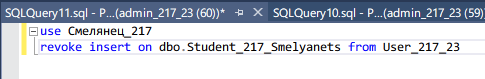 SQLQuery11.sql - P...(admin_217_23 (60))* SQLQuery10.sql - P...(admin_217_23 (59))
use Смелянец_217
revoke insert on dbo.Student_217_Smelyanets from User_217_23